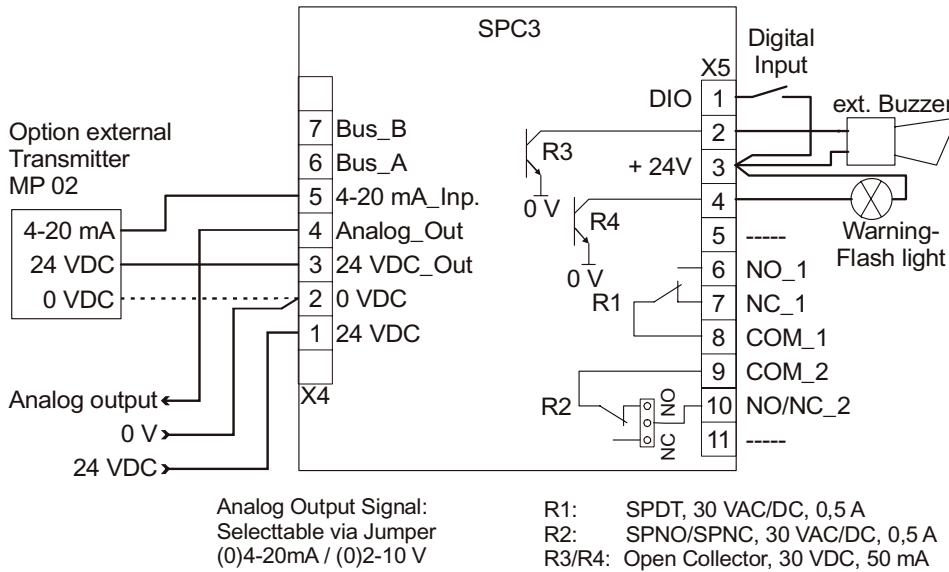 SPC3
Digital
Input
X5
DIO 1
ext. Buzzer
2
R3
+ 24V 3
0 V
R4
4
Warning-
Flash light
5 -----
0 V
6 NO_1
R1
7 NC_1
8 COM_1
9 COM_2
R2
NO
NC
10 NO/NC_2
11 -----
Option external
Transmitter
MP 02
4-20 mA
24 VDC
0 VDC
7 Bus_B
6 Bus_A
5 4-20 mA_Inp.
4 Analog_Out
3 24 VDC_Out
2 0 VDC
1 24 VDC
X4
Analog output
0 V
24 VDC
Analog Output Signal:
Selecttable via Jumper
(0)4-20mA / (0)2-10 V
R1: SPDT, 30 VAC/DC, 0,5 A
R2: SPNO/SPNC, 30 VAC/DC, 0,5 A
R3/R4: Open Collector, 30 VDC, 50 mA